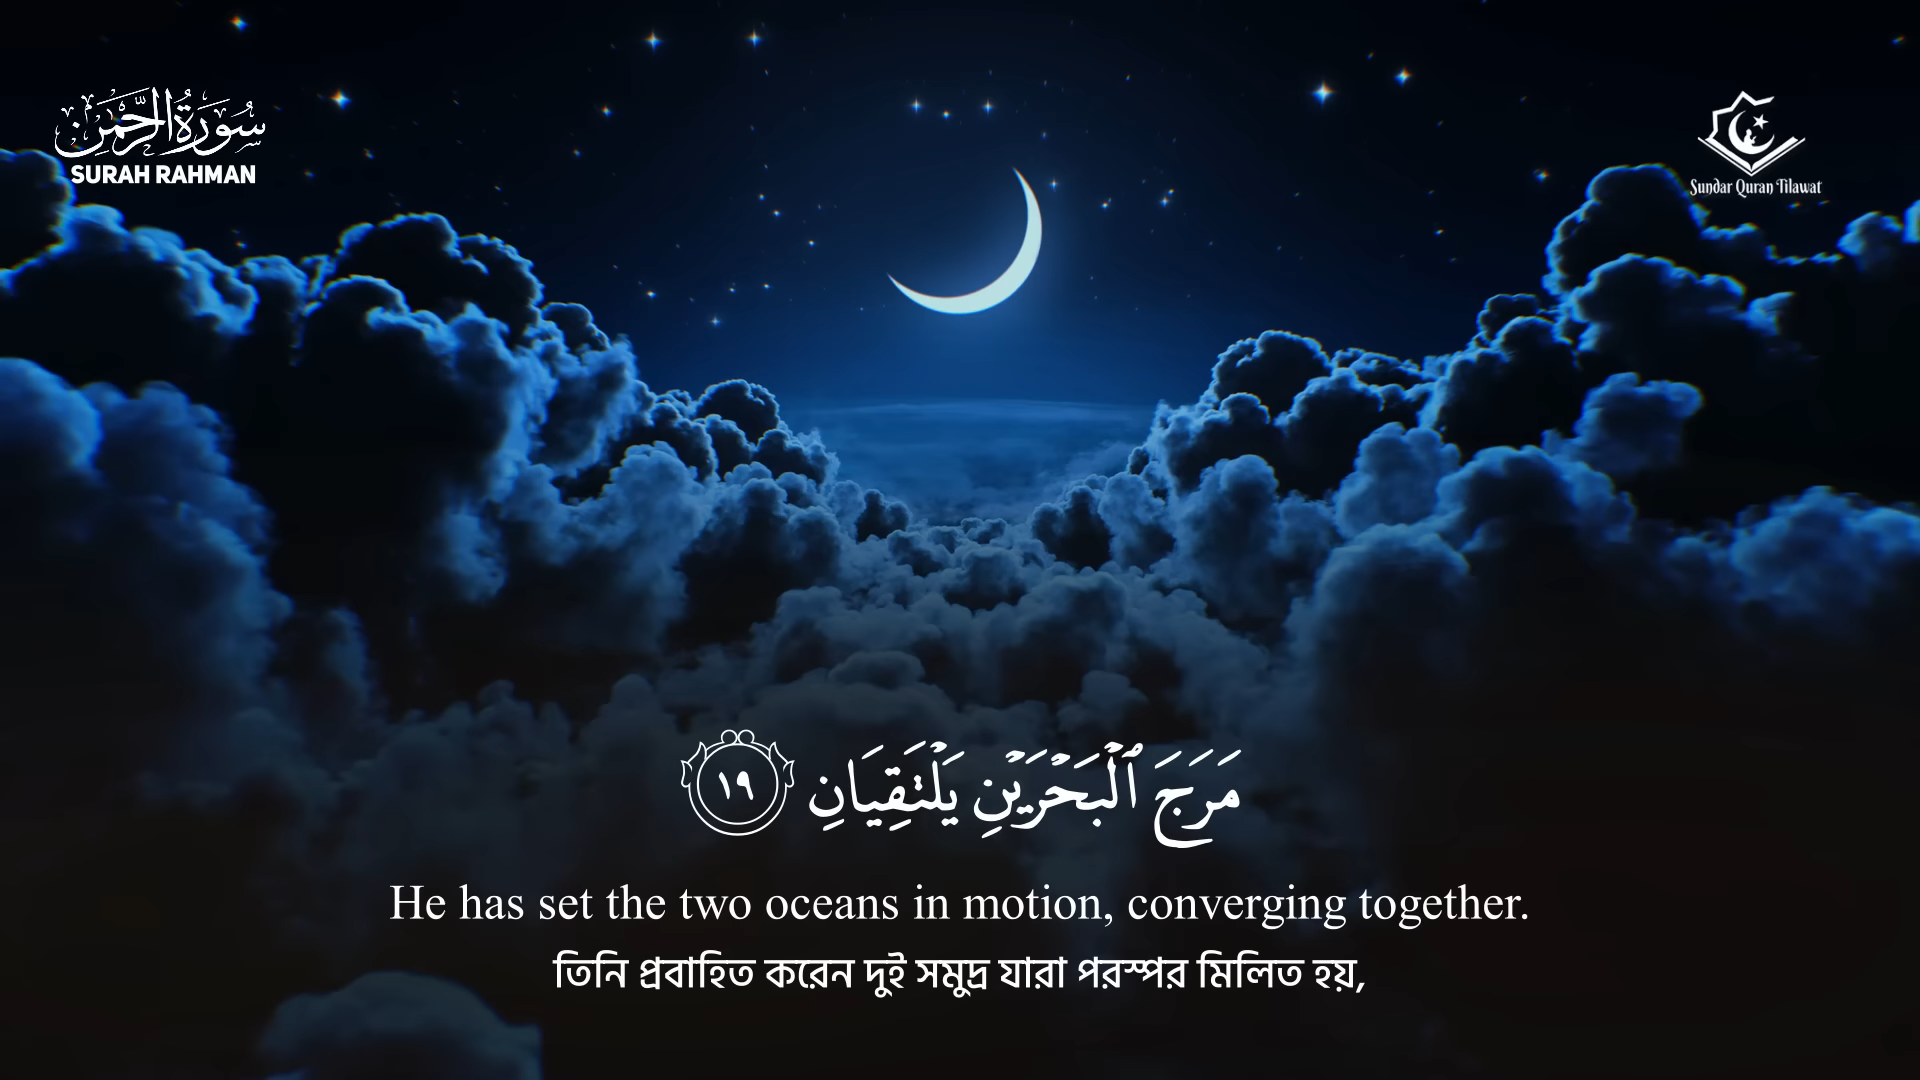 سُورَةُ الرَّحْمٰن
SURAH RAHMAN
Sundar Quran Tilawat
مَرَجَ ٱلْبَحْرَيْنِ يَلْتَقِيَانِ ١٩
He has set the two oceans in motion, converging together.
তিনি প্রবাহিত করেন দুই সমুদ্র যারা পরস্পর মিলিত হয়,